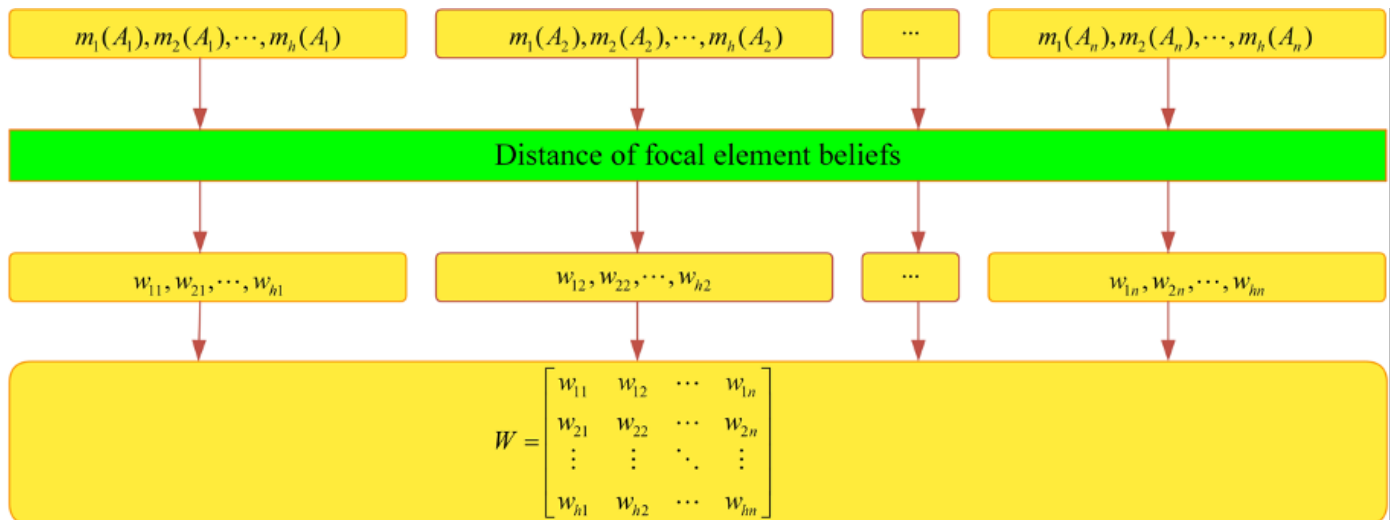 m₁(A₁), m₂(A₁), ⋯, mₕ(A₁)
m₁(A₂), m₂(A₂), ⋯, mₕ(A₂)
...
m₁(Aₙ), m₂(Aₙ), ⋯, mₕ(Aₙ)
Distance of focal element beliefs
w₁₁, w₂₁, ⋯, wₕ₁
w₁₂, w₂₂, ⋯, wₕ₂
...
w₁ₙ, w₂ₙ, ⋯, wₕₙ
W = [ w₁₁ w₁₂ ⋯ w₁ₙ
w₂₁ w₂₂ ⋯ w₂ₙ
⋮ ⋮ ⋱ ⋮
wₕ₁ wₕ₂ ⋯ wₕₙ ]